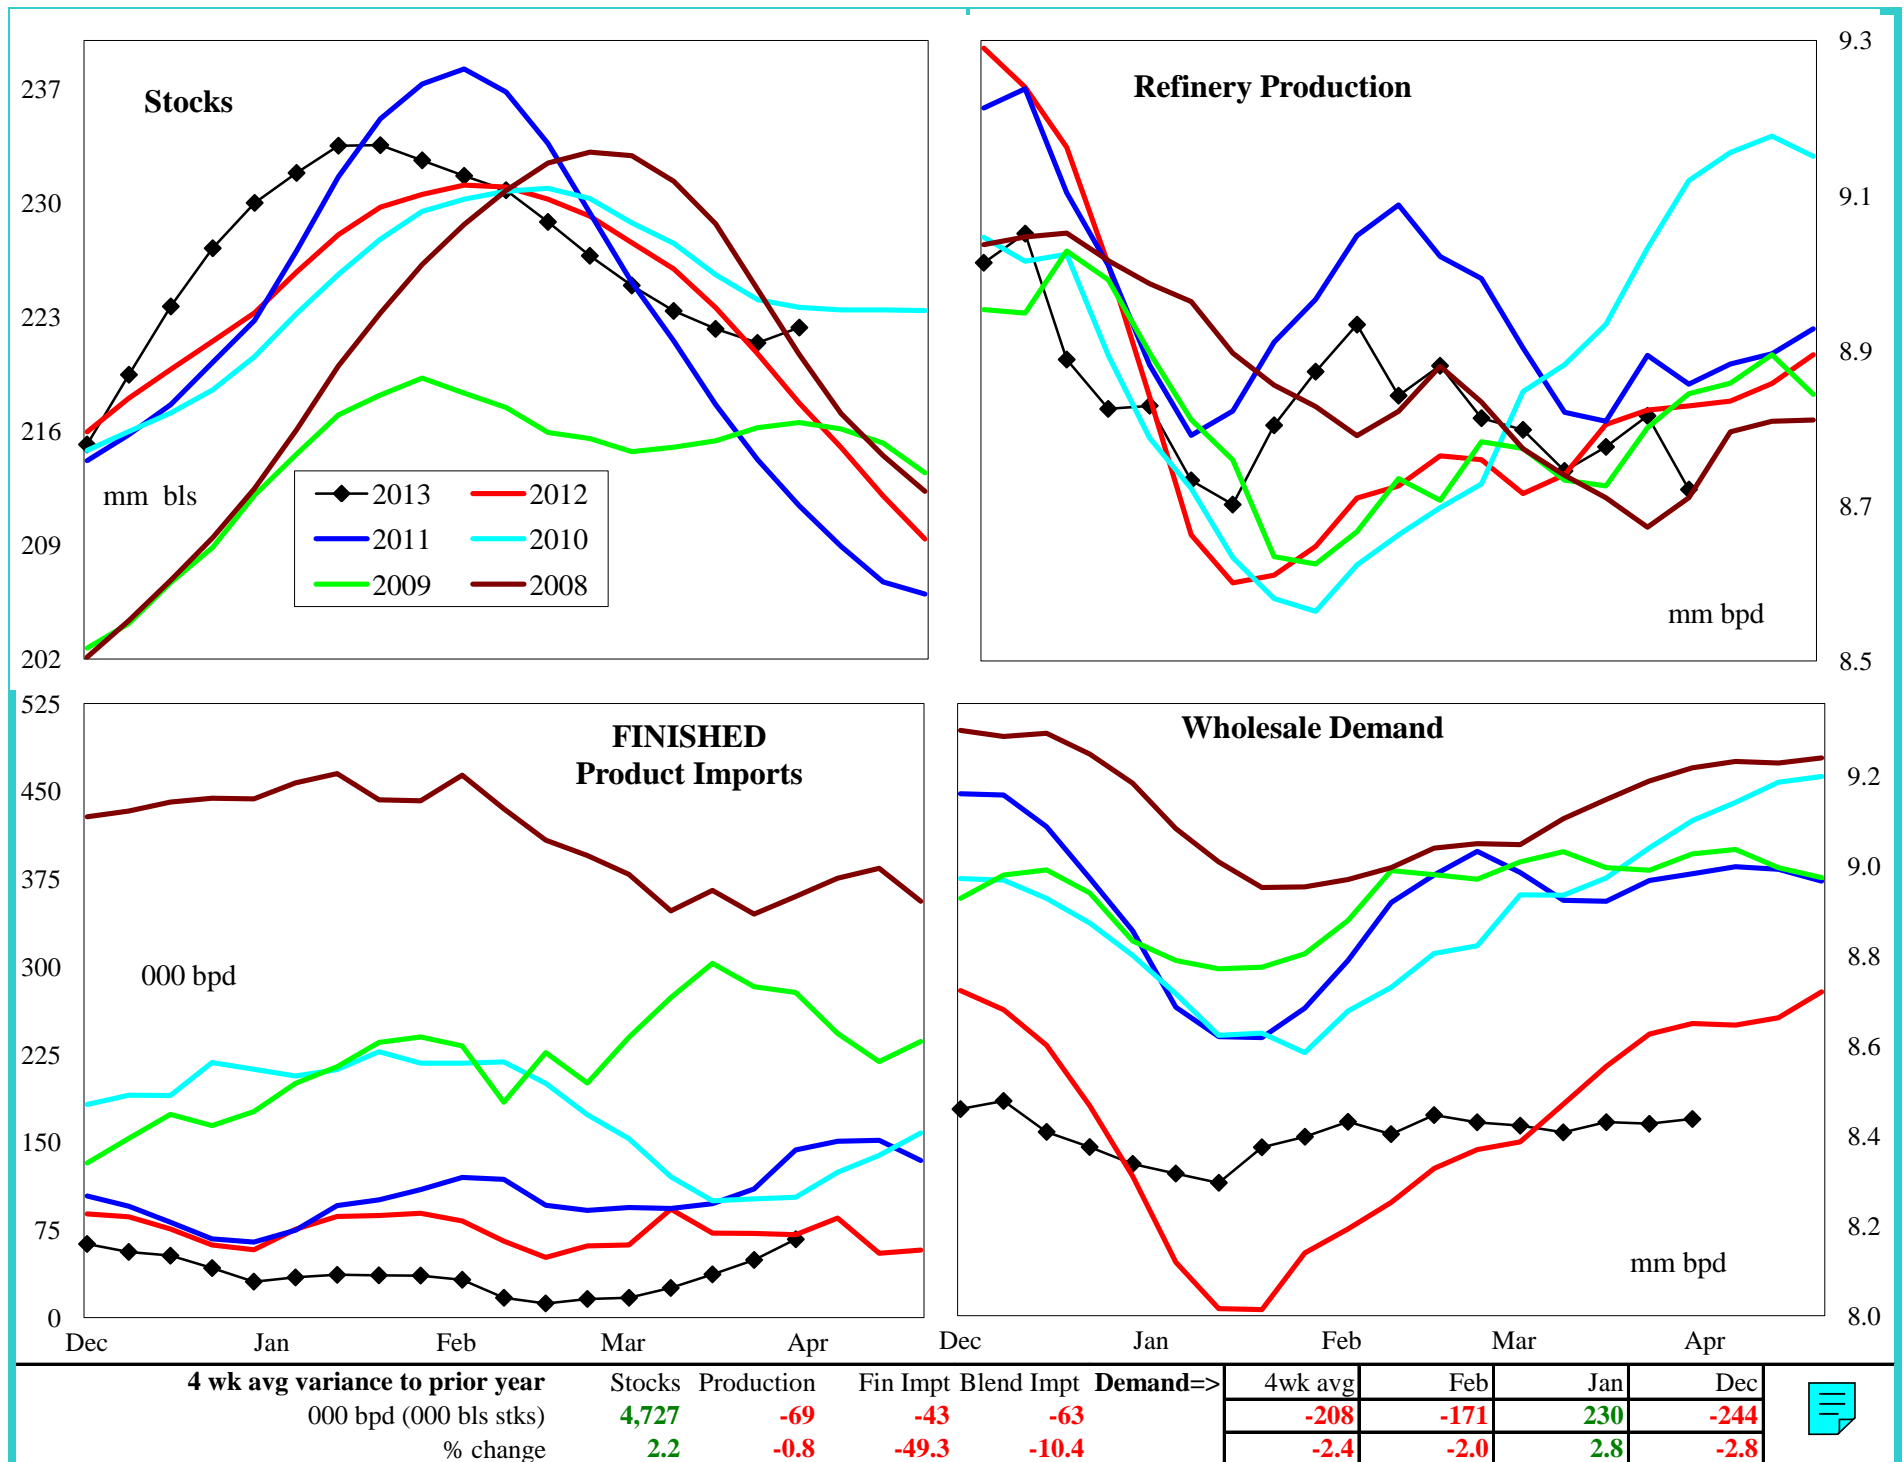 Stocks
237
230
223
216
209
202
mm bls
2013 2012
2011 2010
2009 2008
Refinery Production
9.3
9.1
8.9
8.7
8.5
mm bpd
FINISHED
Product Imports
525
450
375
300
225
150
75
0
000 bpd
Dec Jan Feb Mar Apr
Wholesale Demand
9.2
9.0
8.8
8.6
8.4
8.2
8.0
mm bpd
Dec Jan Feb Mar Apr
4 wk avg variance to prior year Stocks Production Fin Impt Blend Impt Demand=> 4wk avg Feb Jan Dec
000 bpd (000 bls stks) 4,727 -69 -43 -63 -208 -171 230 -244
% change 2.2 -0.8 -49.3 -10.4 -2.4 -2.0 2.8 -2.8